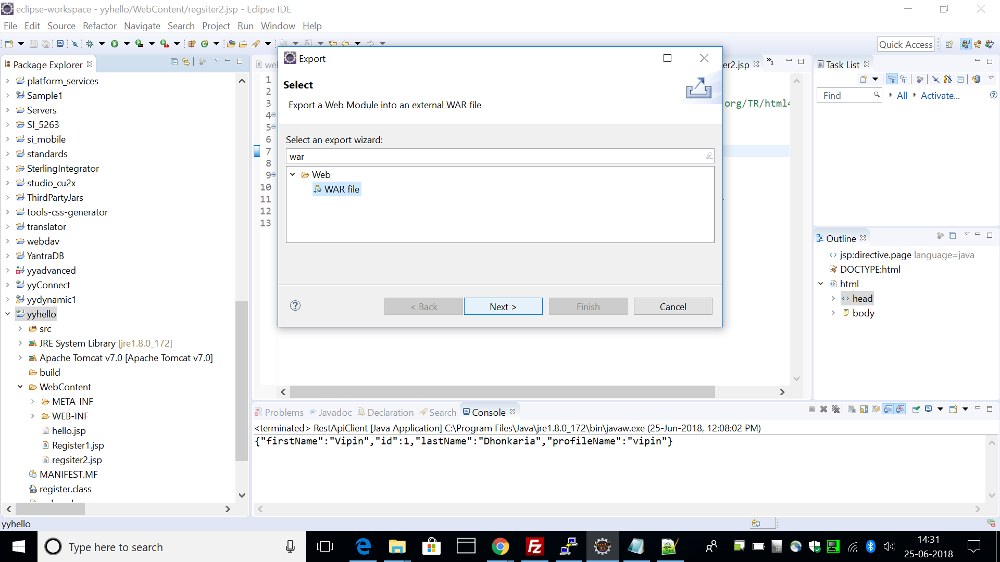 eclipse-workspace - yyhello/WebContent/regsiter2.jsp - Eclipse IDE
File Edit Source Refactor Navigate Search Project Run Window Help
Quick Access
Package Explorer
platform_services
Sample1
Servers
SI_5263
si_mobile
standards
SterlingIntegrator
studio_cu2x
ThirdPartyJars
tools-css-generator
translator
webdav
YantraDB
yyadvanced
yyConnect
yydynamic1
yyhello
src
JRE System Library [jre1.8.0_172]
Apache Tomcat v7.0 [Apache Tomcat v7.0]
build
WebContent
META-INF
WEB-INF
hello.jsp
Register1.jsp
regsiter2.jsp
MANIFEST.MF
register.class
we
er2.jsp
3
1
2
3
4
5
6
7
8
9
10
11
12
13
org/TR/html4
Export
Select
Export a Web Module into an external WAR file
Select an export wizard:
war
Web
WAR file
< Back
Next >
Finish
Cancel
Task List
Find
All
Activate...
Outline
jsp:directive.page language=java
DOCTYPE:html
html
head
body
Problems Javadoc Declaration Search Console
<terminated> RestApiClient [Java Application] C:\Program Files\Java\jre1.8.0_172\bin\javaw.exe (25-Jun-2018, 12:08:02 PM)
{"firstName":"Vipin","id":1,"lastName":"Dhonkaria","profileName":"vipin"}
yyhello
Type here to search
Java EE
IDE
14:31
25-06-2018